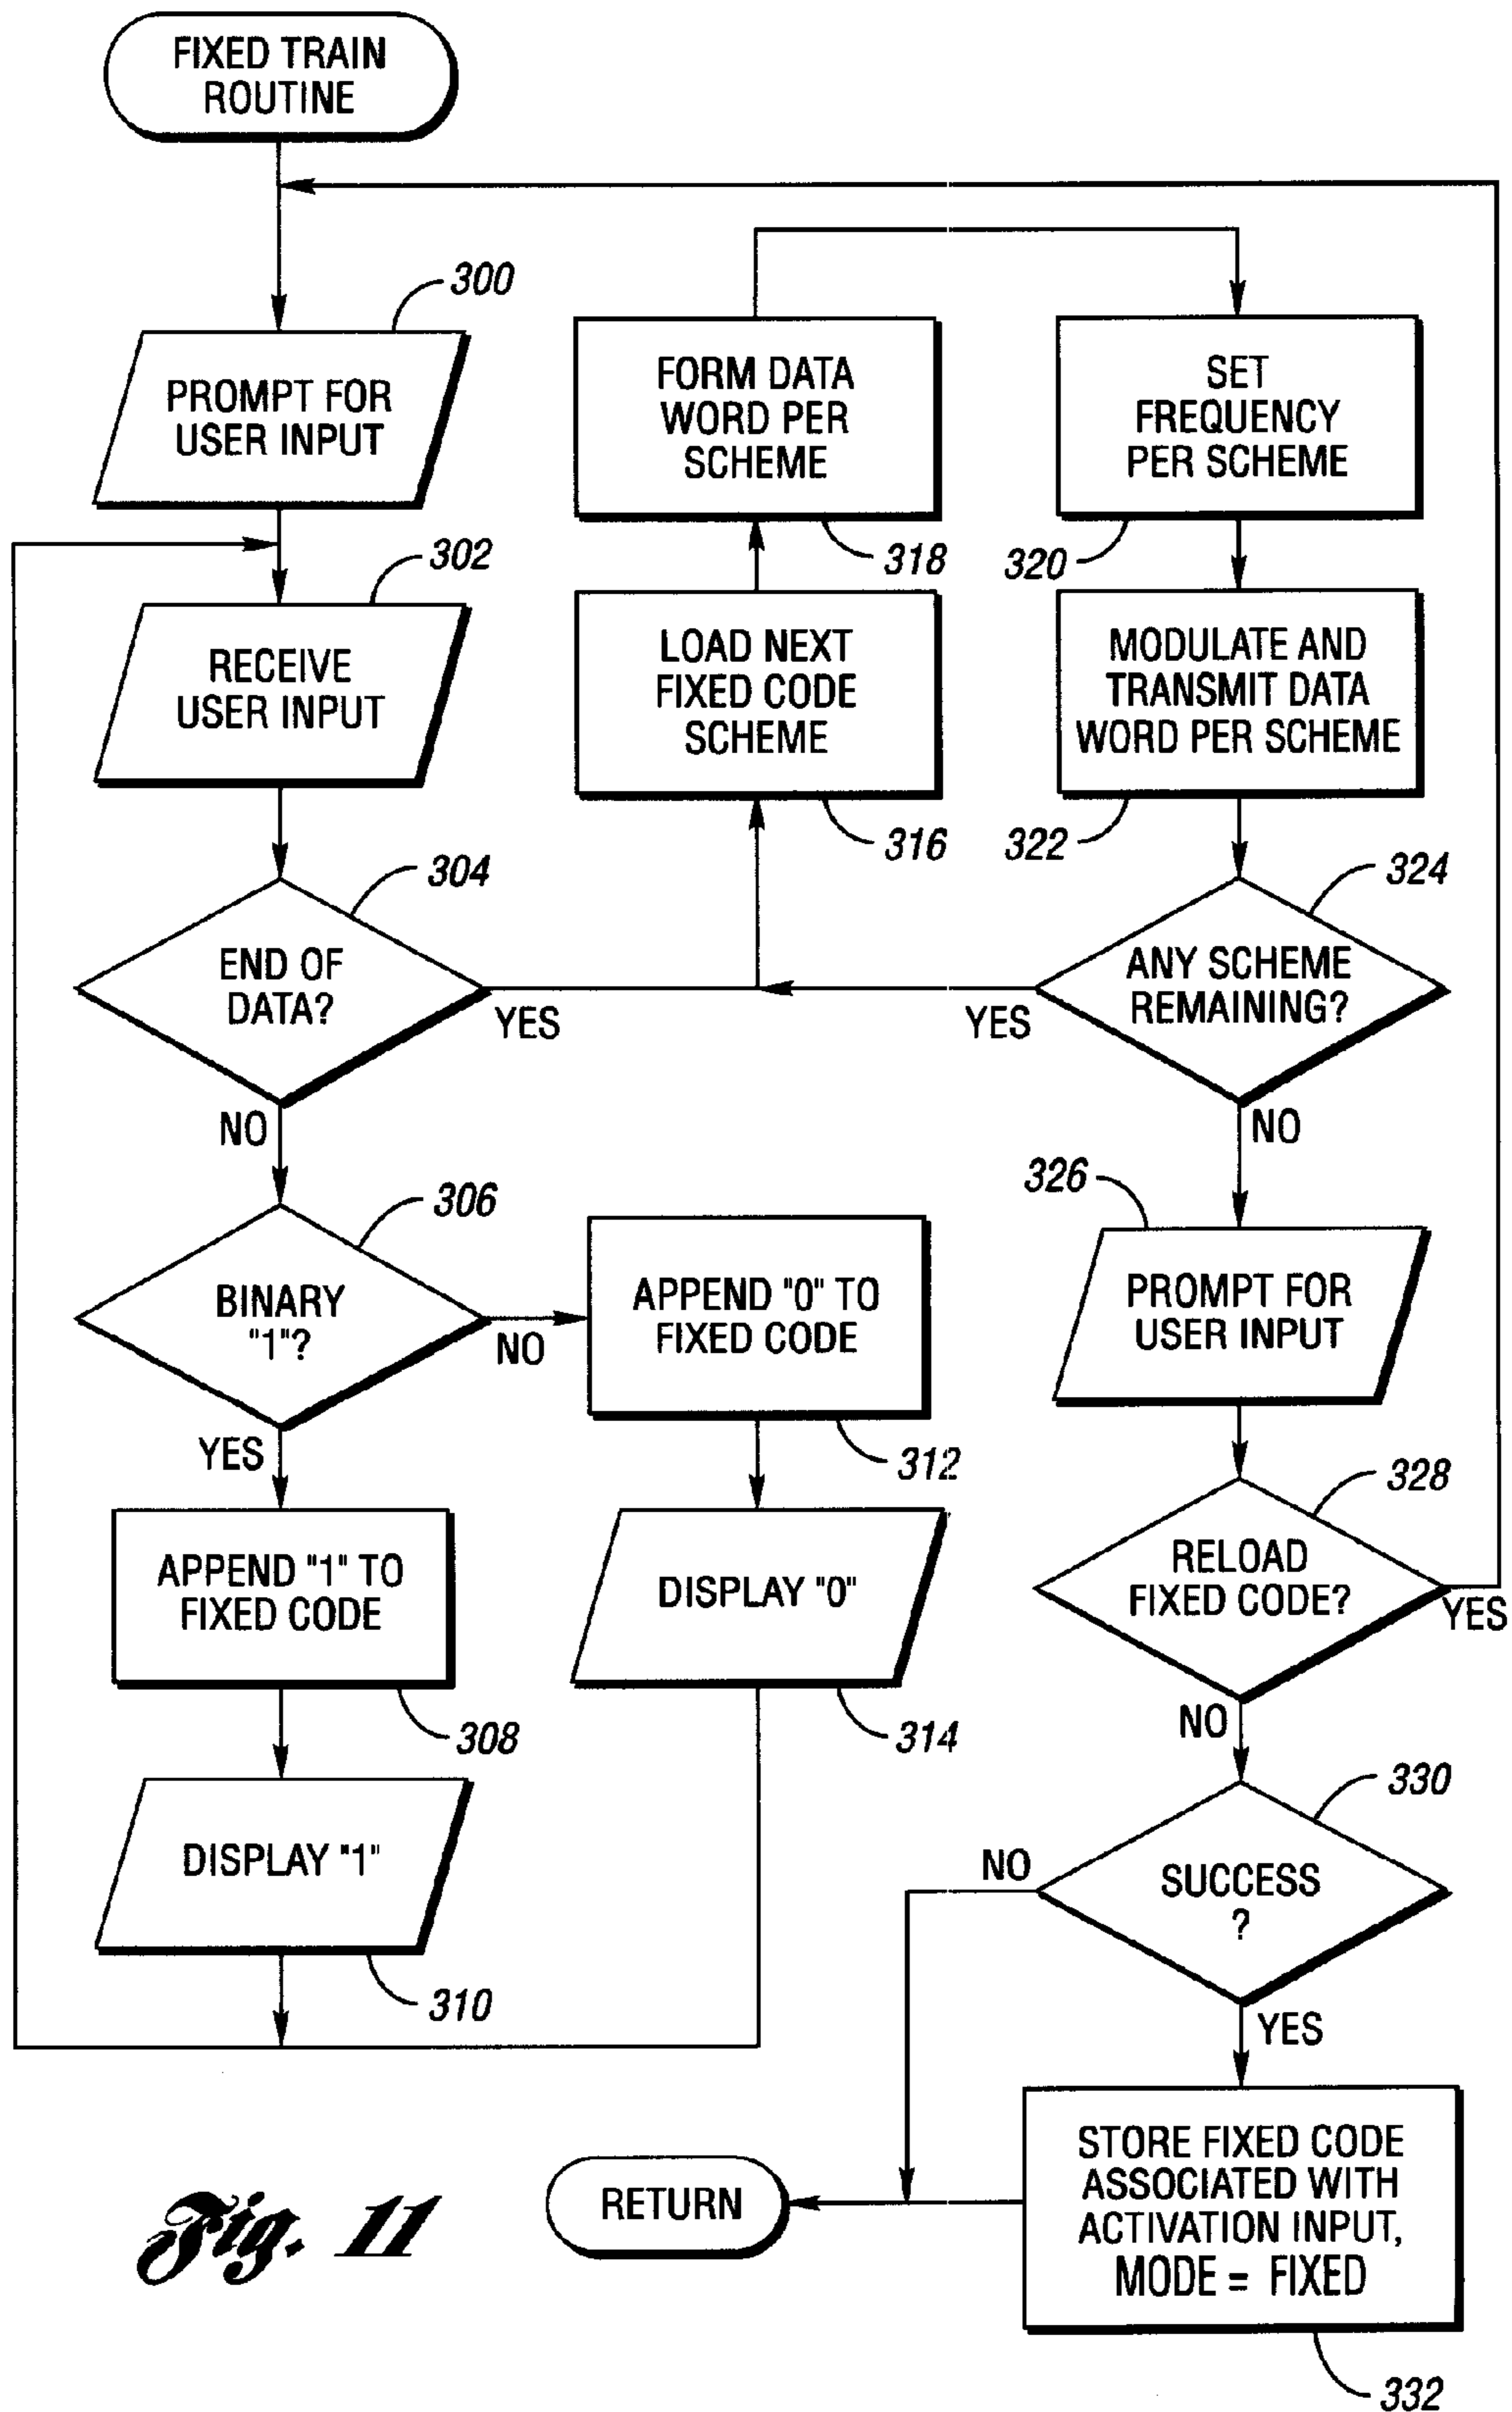 FIXED TRAIN
ROUTINE
300
PROMPT FOR
USER INPUT
302
RECEIVE
USER INPUT
304
END OF
DATA?
YES
NO
306
BINARY
"1"?
NO
YES
APPEND "1" TO
FIXED CODE
308
DISPLAY "1"
310
APPEND "0" TO
FIXED CODE
312
DISPLAY "0"
314
LOAD NEXT
FIXED CODE
SCHEME
316
FORM DATA
WORD PER
SCHEME
318
SET
FREQUENCY
PER SCHEME
320
MODULATE AND
TRANSMIT DATA
WORD PER SCHEME
322
324
ANY SCHEME
REMAINING?
YES
NO
326
PROMPT FOR
USER INPUT
328
RELOAD
FIXED CODE?
YES
NO
330
SUCCESS
?
NO
YES
STORE FIXED CODE
ASSOCIATED WITH
ACTIVATION INPUT,
MODE = FIXED
332
RETURN
Fig. 11